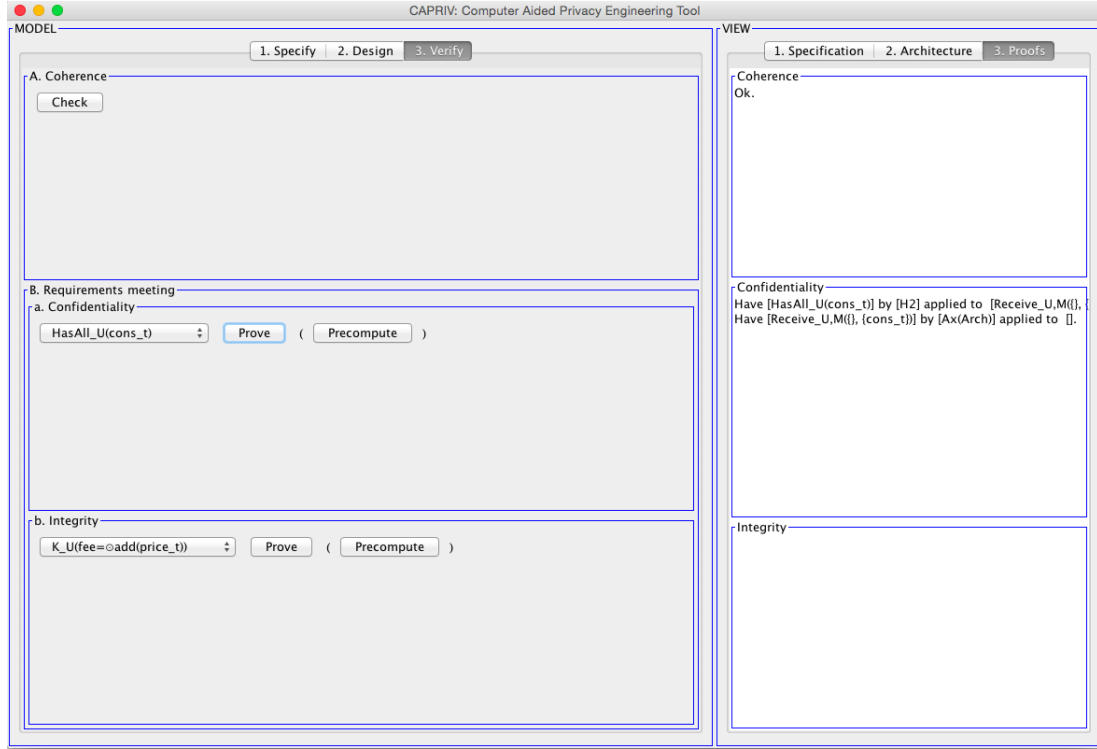 CAPRIV: Computer Aided Privacy Engineering Tool
MODEL
1. Specify 2. Design 3. Verify
A. Coherence
Check
B. Requirements meeting
a. Confidentiality
HasAll_U(cons_t) Prove ( Precompute )
b. Integrity
K_U(fee=⊙add(price_t)) Prove ( Precompute )
VIEW
1. Specification 2. Architecture 3. Proofs
Coherence
Ok.
Confidentiality
Have [HasAll_U(cons_t)] by [H2] applied to [Receive_U,M({}, {
Have [Receive_U,M({}, {cons_t})] by [Ax(Arch)] applied to [].
Integrity